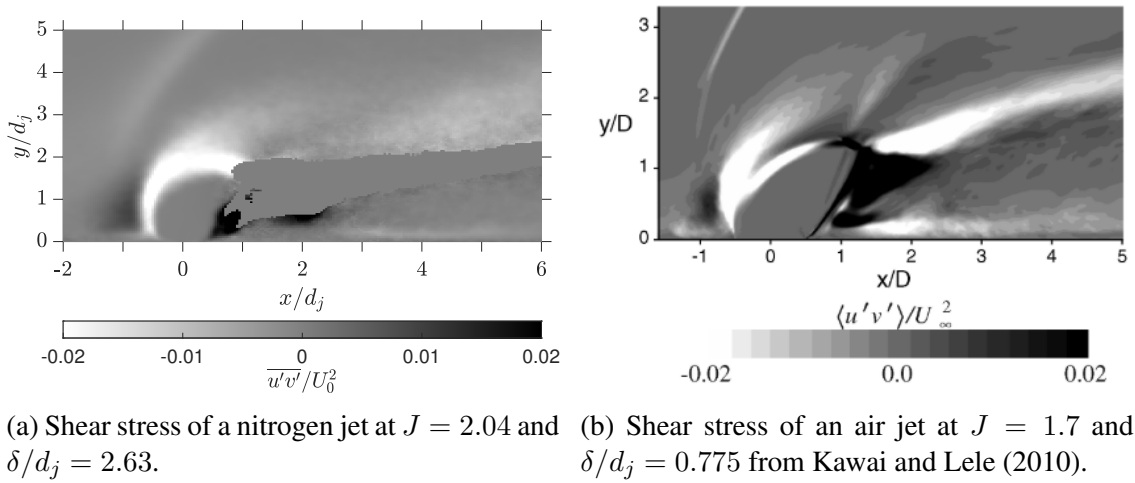 5
4
3
y/d_j
2
1
0
-2 0 2 4 6
x/d_j
-0.02 -0.01 0 0.01 0.02
\overline{u'v'}/U_0^2
(a) Shear stress of a nitrogen jet at J = 2.04 and
δ/d_j = 2.63.
3
2
y/D
1
0
-1 0 1 2 3 4 5
x/D
⟨u'v'⟩/U_∞^2
-0.02 0.0 0.02
(b) Shear stress of an air jet at J = 1.7 and
δ/d_j = 0.775 from Kawai and Lele (2010).